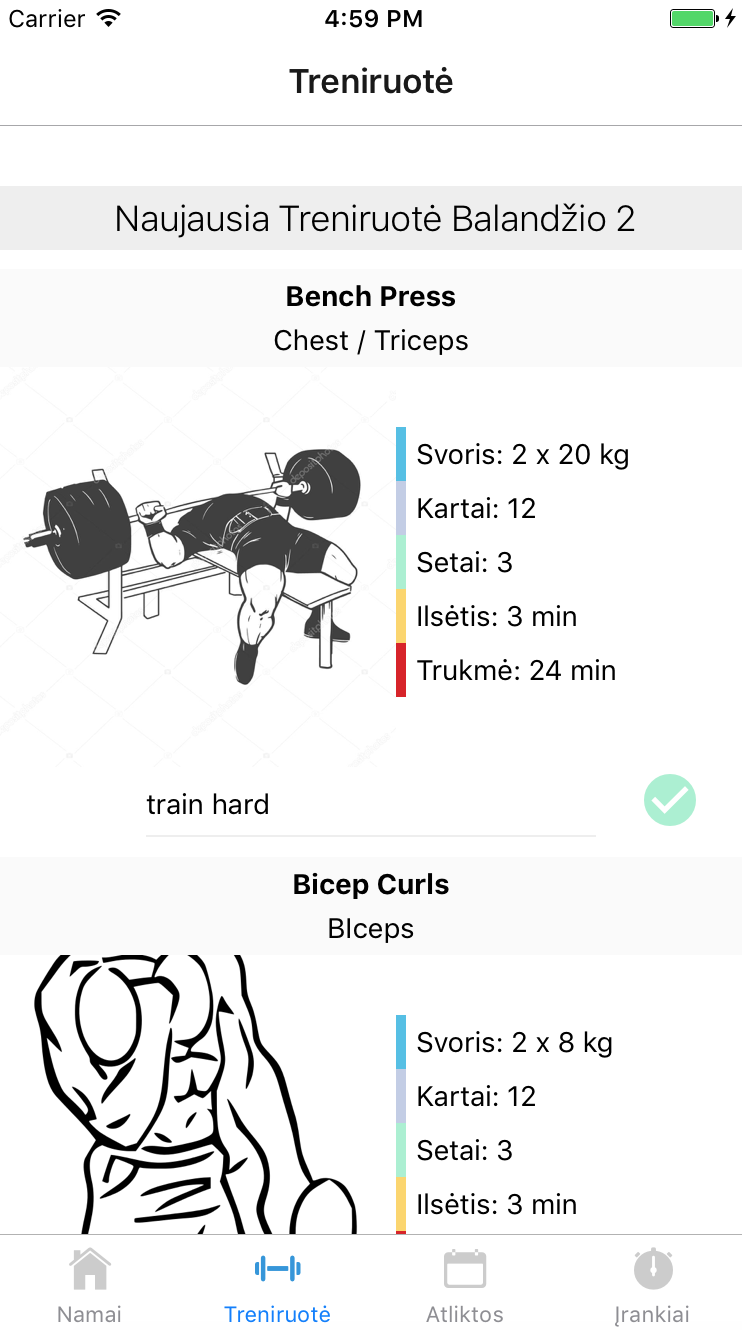 Carrier 4:59 PM
Treniruotė
Naujausia Treniruotė Balandžio 2
Bench Press
Chest / Triceps
Svoris: 2 x 20 kg
Kartai: 12
Setai: 3
Ilsėtis: 3 min
Trukmė: 24 min
train hard
Bicep Curls
BIceps
Svoris: 2 x 8 kg
Kartai: 12
Setai: 3
Ilsėtis: 3 min
Namai Treniruotė Atliktos Įrankiai